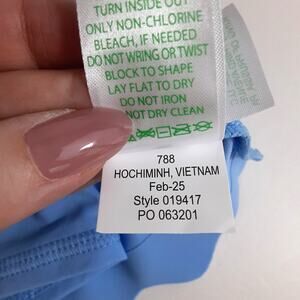 TURN INSIDE OUT
ONLY NON-CHLORINE
BLEACH, IF NEEDED
DO NOT WRING OR TWIST
BLOCK TO SHAPE
LAY FLAT TO DRY
DO NOT IRON
NOT DRY CLEAN
788
HOCHIMINH, VIETNAM
Feb-25
Style 019417
PO 063201